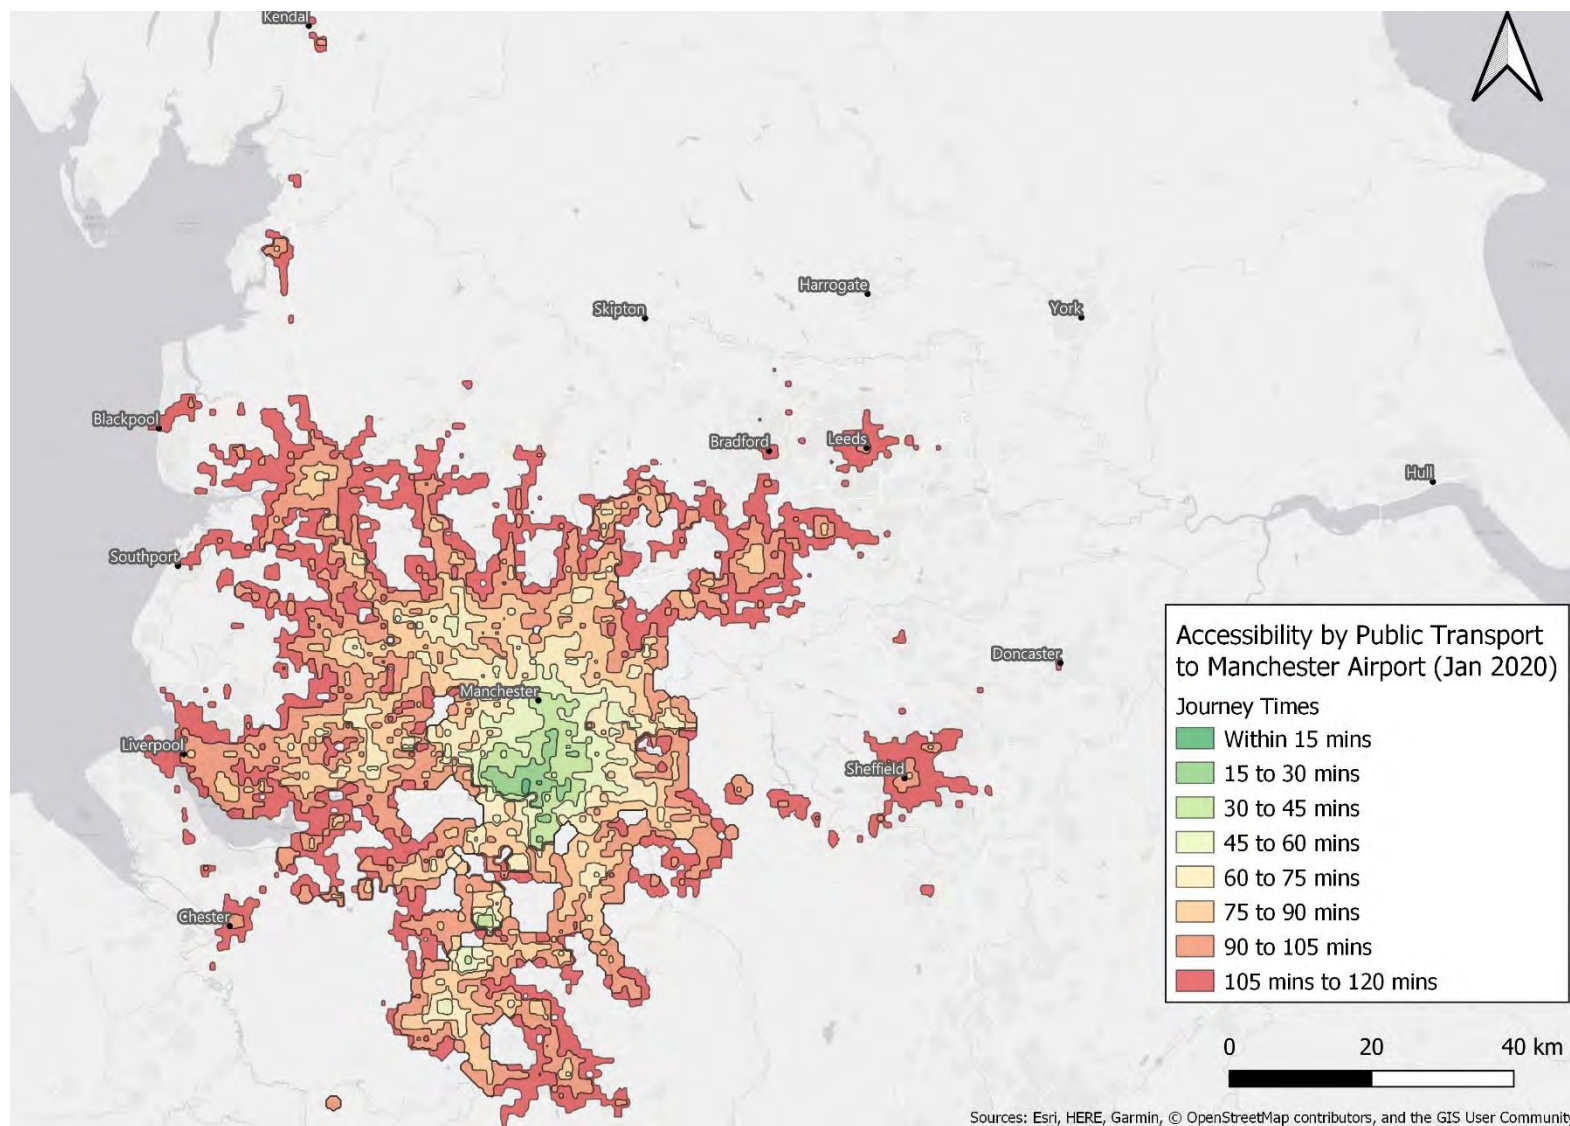 Kendal
Skipton
Harrogate
York
Blackpool
Bradford
Leeds
Hull
Southport
Doncaster
Manchester
Liverpool
Sheffield
Chester
Accessibility by Public Transport
to Manchester Airport (Jan 2020)
Journey Times
Within 15 mins
15 to 30 mins
30 to 45 mins
45 to 60 mins
60 to 75 mins
75 to 90 mins
90 to 105 mins
105 mins to 120 mins
0 20 40 km
Sources: Esri, HERE, Garmin, © OpenStreetMap contributors, and the GIS User Community